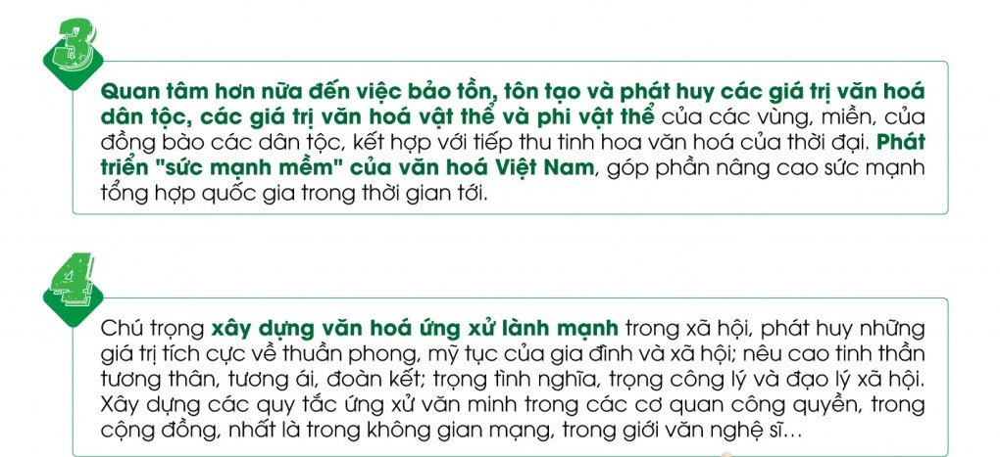 3
Quan tâm hơn nữa đến việc bảo tồn, tôn tạo và phát huy các giá trị văn hoá
dân tộc, các giá trị văn hoá vật thể và phi vật thể của các vùng, miền, của
đồng bào các dân tộc, kết hợp với tiếp thu tinh hoa văn hoá của thời đại. Phát
triển "sức mạnh mềm" của văn hoá Việt Nam, góp phần nâng cao sức mạnh
tổng hợp quốc gia trong thời gian tới.
4
Chú trọng xây dựng văn hoá ứng xử lành mạnh trong xã hội, phát huy những
giá trị tích cực về thuần phong, mỹ tục của gia đình và xã hội; nêu cao tinh thần
tương thân, tương ái, đoàn kết; trọng tình nghĩa, trọng công lý và đạo lý xã hội.
Xây dựng các quy tắc ứng xử văn minh trong các cơ quan công quyền, trong
cộng đồng, nhất là trong không gian mạng, trong giới văn nghệ sĩ...